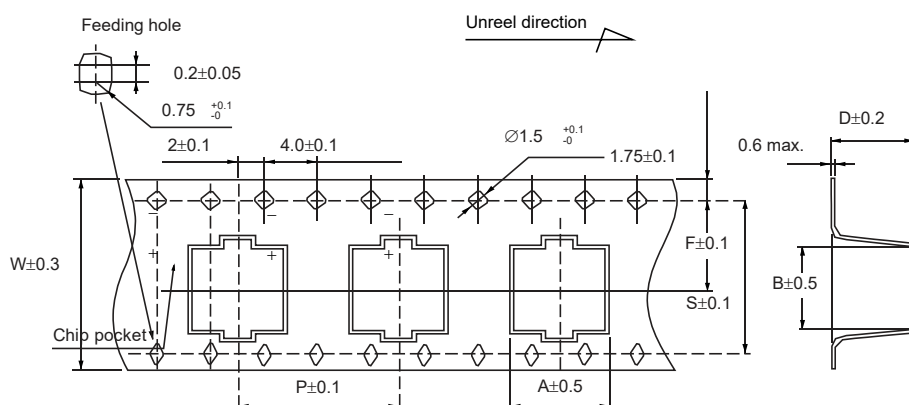 Feeding hole
Unreel direction
0.2±0.05
0.75 +0.1 -0
2±0.1
4.0±0.1
∅1.5 +0.1 -0
1.75±0.1
0.6 max.
D±0.2
W±0.3
F±0.1
S±0.1
B±0.5
Chip pocket
P±0.1
A±0.5
− − −
+ + +